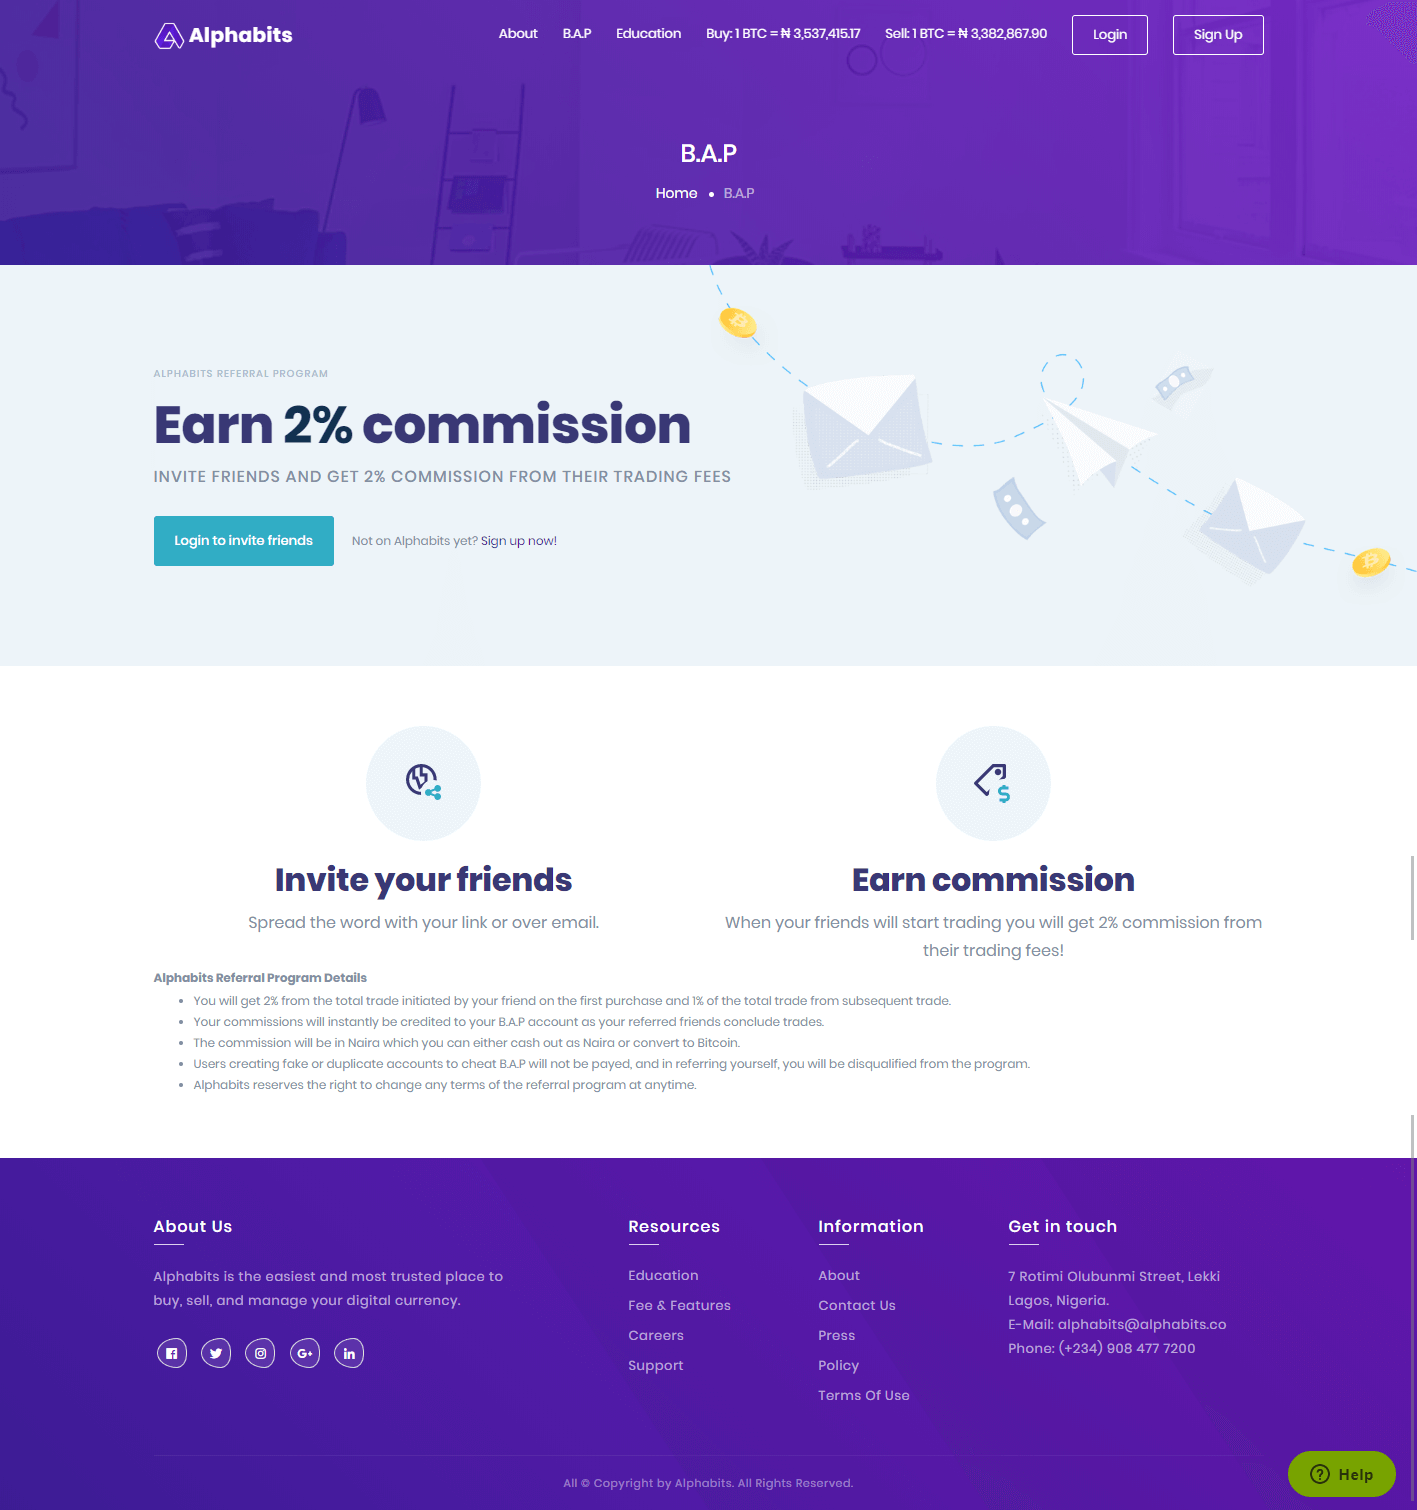 Alphabits
About
B.A.P
Education
Buy: 1 BTC = ₦ 3,537,415.17
Sell: 1 BTC = ₦ 3,382,867.90
Login
Sign Up
B.A.P
Home • B.A.P
ALPHABITS REFERRAL PROGRAM
Earn 2% commission
INVITE FRIENDS AND GET 2% COMMISSION FROM THEIR TRADING FEES
Login to invite friends
Not on Alphabits yet? Sign up now!
Invite your friends
Spread the word with your link or over email.
Earn commission
When your friends will start trading you will get 2% commission from
their trading fees!
Alphabits Referral Program Details
• You will get 2% from the total trade initiated by your friend on the first purchase and 1% of the total trade from subsequent trade.
• Your commissions will instantly be credited to your B.A.P account as your referred friends conclude trades.
• The commission will be in Naira which you can either cash out as Naira or convert to Bitcoin.
• Users creating fake or duplicate accounts to cheat B.A.P will not be payed, and in referring yourself, you will be disqualified from the program.
• Alphabits reserves the right to change any terms of the referral program at anytime.
About Us
Alphabits is the easiest and most trusted place to
buy, sell, and manage your digital currency.
Resources
Education
Fee & Features
Careers
Support
Information
About
Contact Us
Press
Policy
Terms Of Use
Get in touch
7 Rotimi Olubunmi Street, Lekki
Lagos, Nigeria.
E-Mail: alphabits@alphabits.co
Phone: (+234) 908 477 7200
All © Copyright by Alphabits. All Rights Reserved.
Help